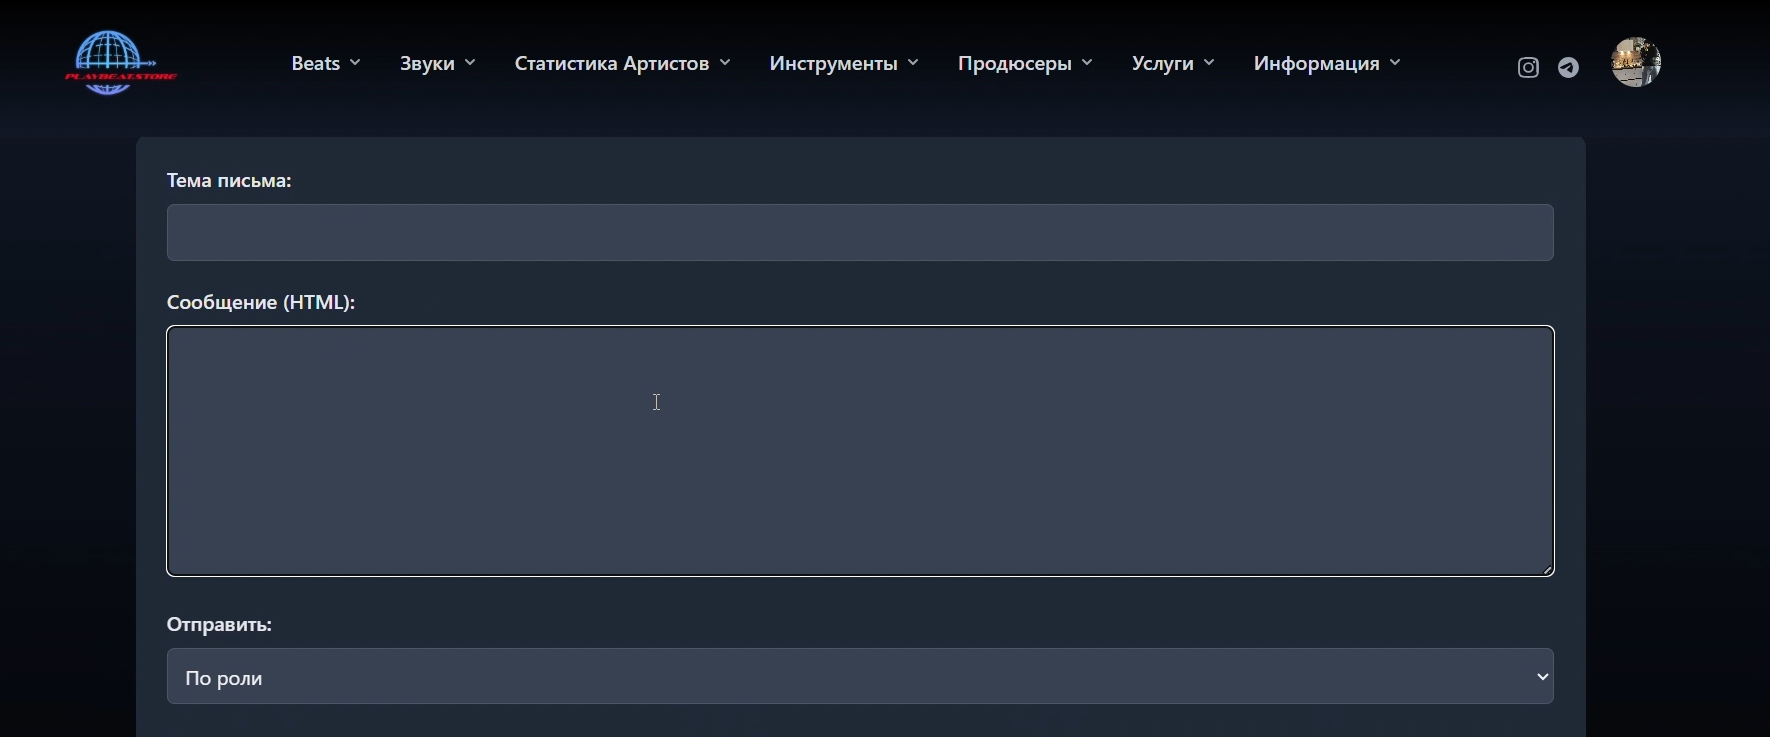 PLAYBEATSTORE
Beats Звуки Статистика Артистов Инструменты Продюсеры Услуги Информация
Тема письма:
Сообщение (HTML):
Отправить:
По роли